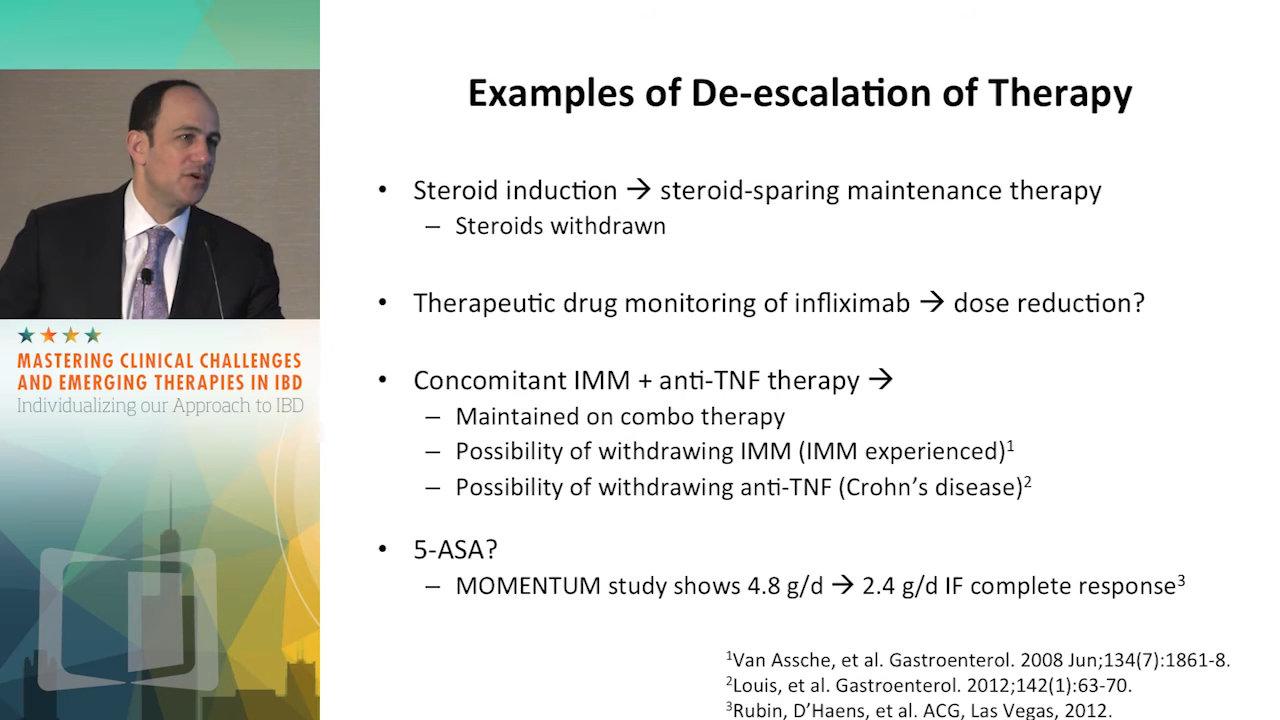 Examples of De-escalation of Therapy
• Steroid induction → steroid-sparing maintenance therapy
– Steroids withdrawn
• Therapeutic drug monitoring of infliximab → dose reduction?
• Concomitant IMM + anti-TNF therapy →
– Maintained on combo therapy
– Possibility of withdrawing IMM (IMM experienced)¹
– Possibility of withdrawing anti-TNF (Crohn’s disease)²
• 5-ASA?
– MOMENTUM study shows 4.8 g/d → 2.4 g/d IF complete response³
¹Van Assche, et al. Gastroenterol. 2008 Jun;134(7):1861-8.
²Louis, et al. Gastroenterol. 2012;142(1):63-70.
³Rubin, D’Haens, et al. ACG, Las Vegas, 2012.
MASTERING CLINICAL CHALLENGES
AND EMERGING THERAPIES IN IBD
Individualizing our Approach to IBD